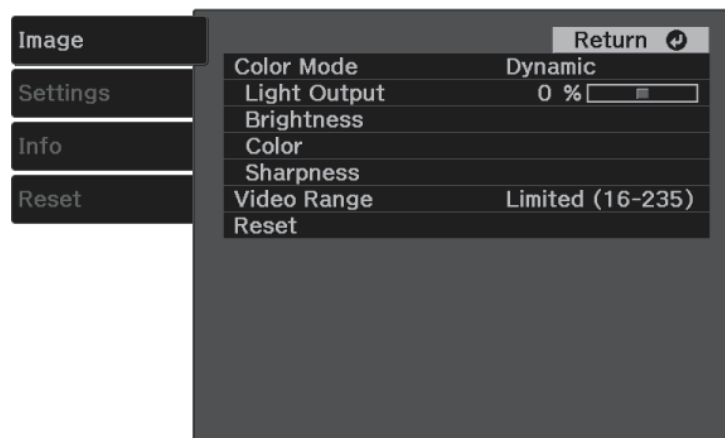 Image
Settings
Info
Reset
Return
Color Mode Dynamic
Light Output 0 %
Brightness
Color
Sharpness
Video Range Limited (16-235)
Reset